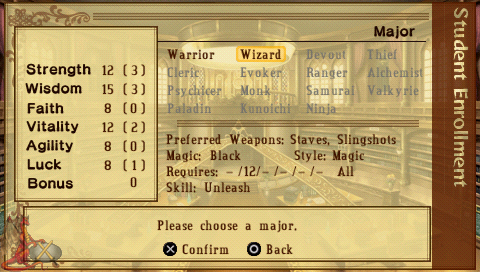 Student Enrollment
Major
Warrior Wizard Devout Thief
Cleric Evoker Ranger Alchemist
Psychicer Monk Samurai Valkyrie
Paladin Kunoichi Ninja
Strength 12 (3)
Wisdom 15 (3)
Faith 8 (0)
Vitality 12 (2)
Agility 8 (0)
Luck 8 (1)
Bonus 0
Preferred Weapons: Staves, Slingshots
Magic: Black Style: Magic
Requires: - /12/- /- /- /- All
Skill: Unleash
Please choose a major.
Confirm Back